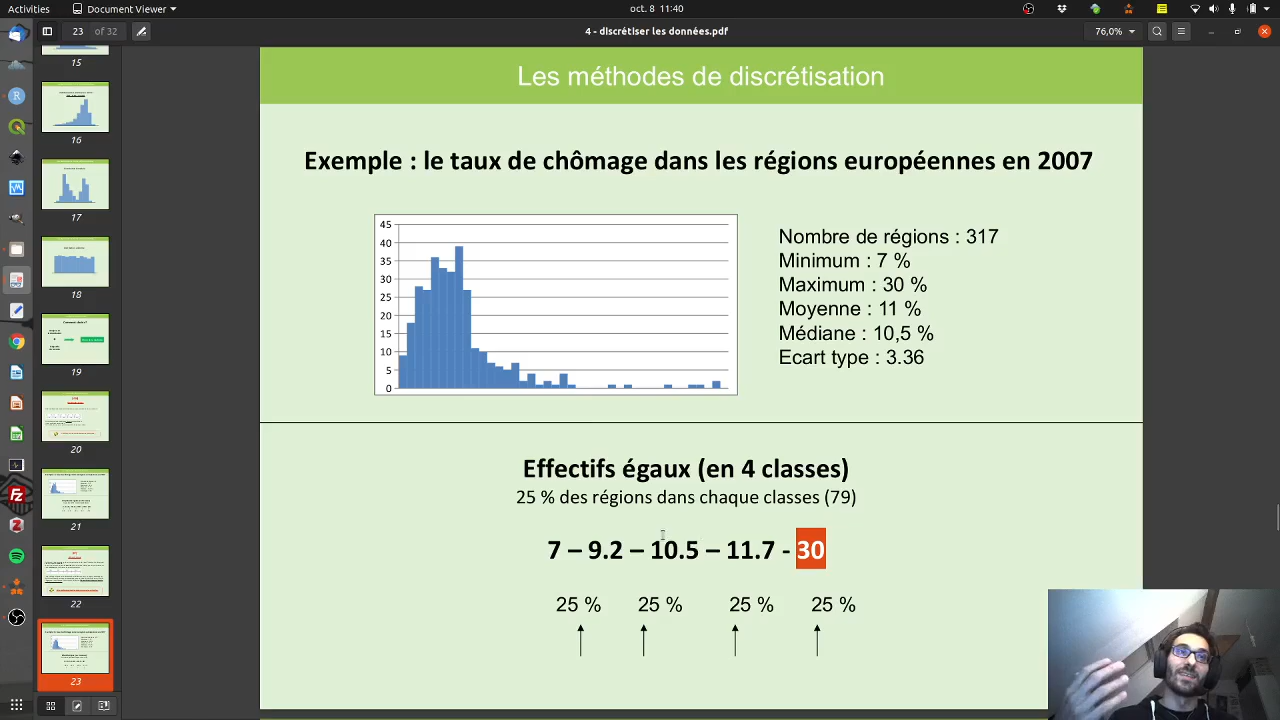 Activities
Document Viewer
oct. 8 11:40
23 of 32
4 - discrétiser les données.pdf
76,0%
15
16
17
18
19
20
21
22
23
Les méthodes de discrétisation
Exemple : le taux de chômage dans les régions européennes en 2007
45
40
35
30
25
20
15
10
5
0
Nombre de régions : 317
Minimum : 7 %
Maximum : 30 %
Moyenne : 11 %
Médiane : 10,5 %
Ecart type : 3.36
Effectifs égaux (en 4 classes)
25 % des régions dans chaque classes (79)
7 – 9.2 – 10.5 – 11.7 - 30
25 % 25 % 25 % 25 %